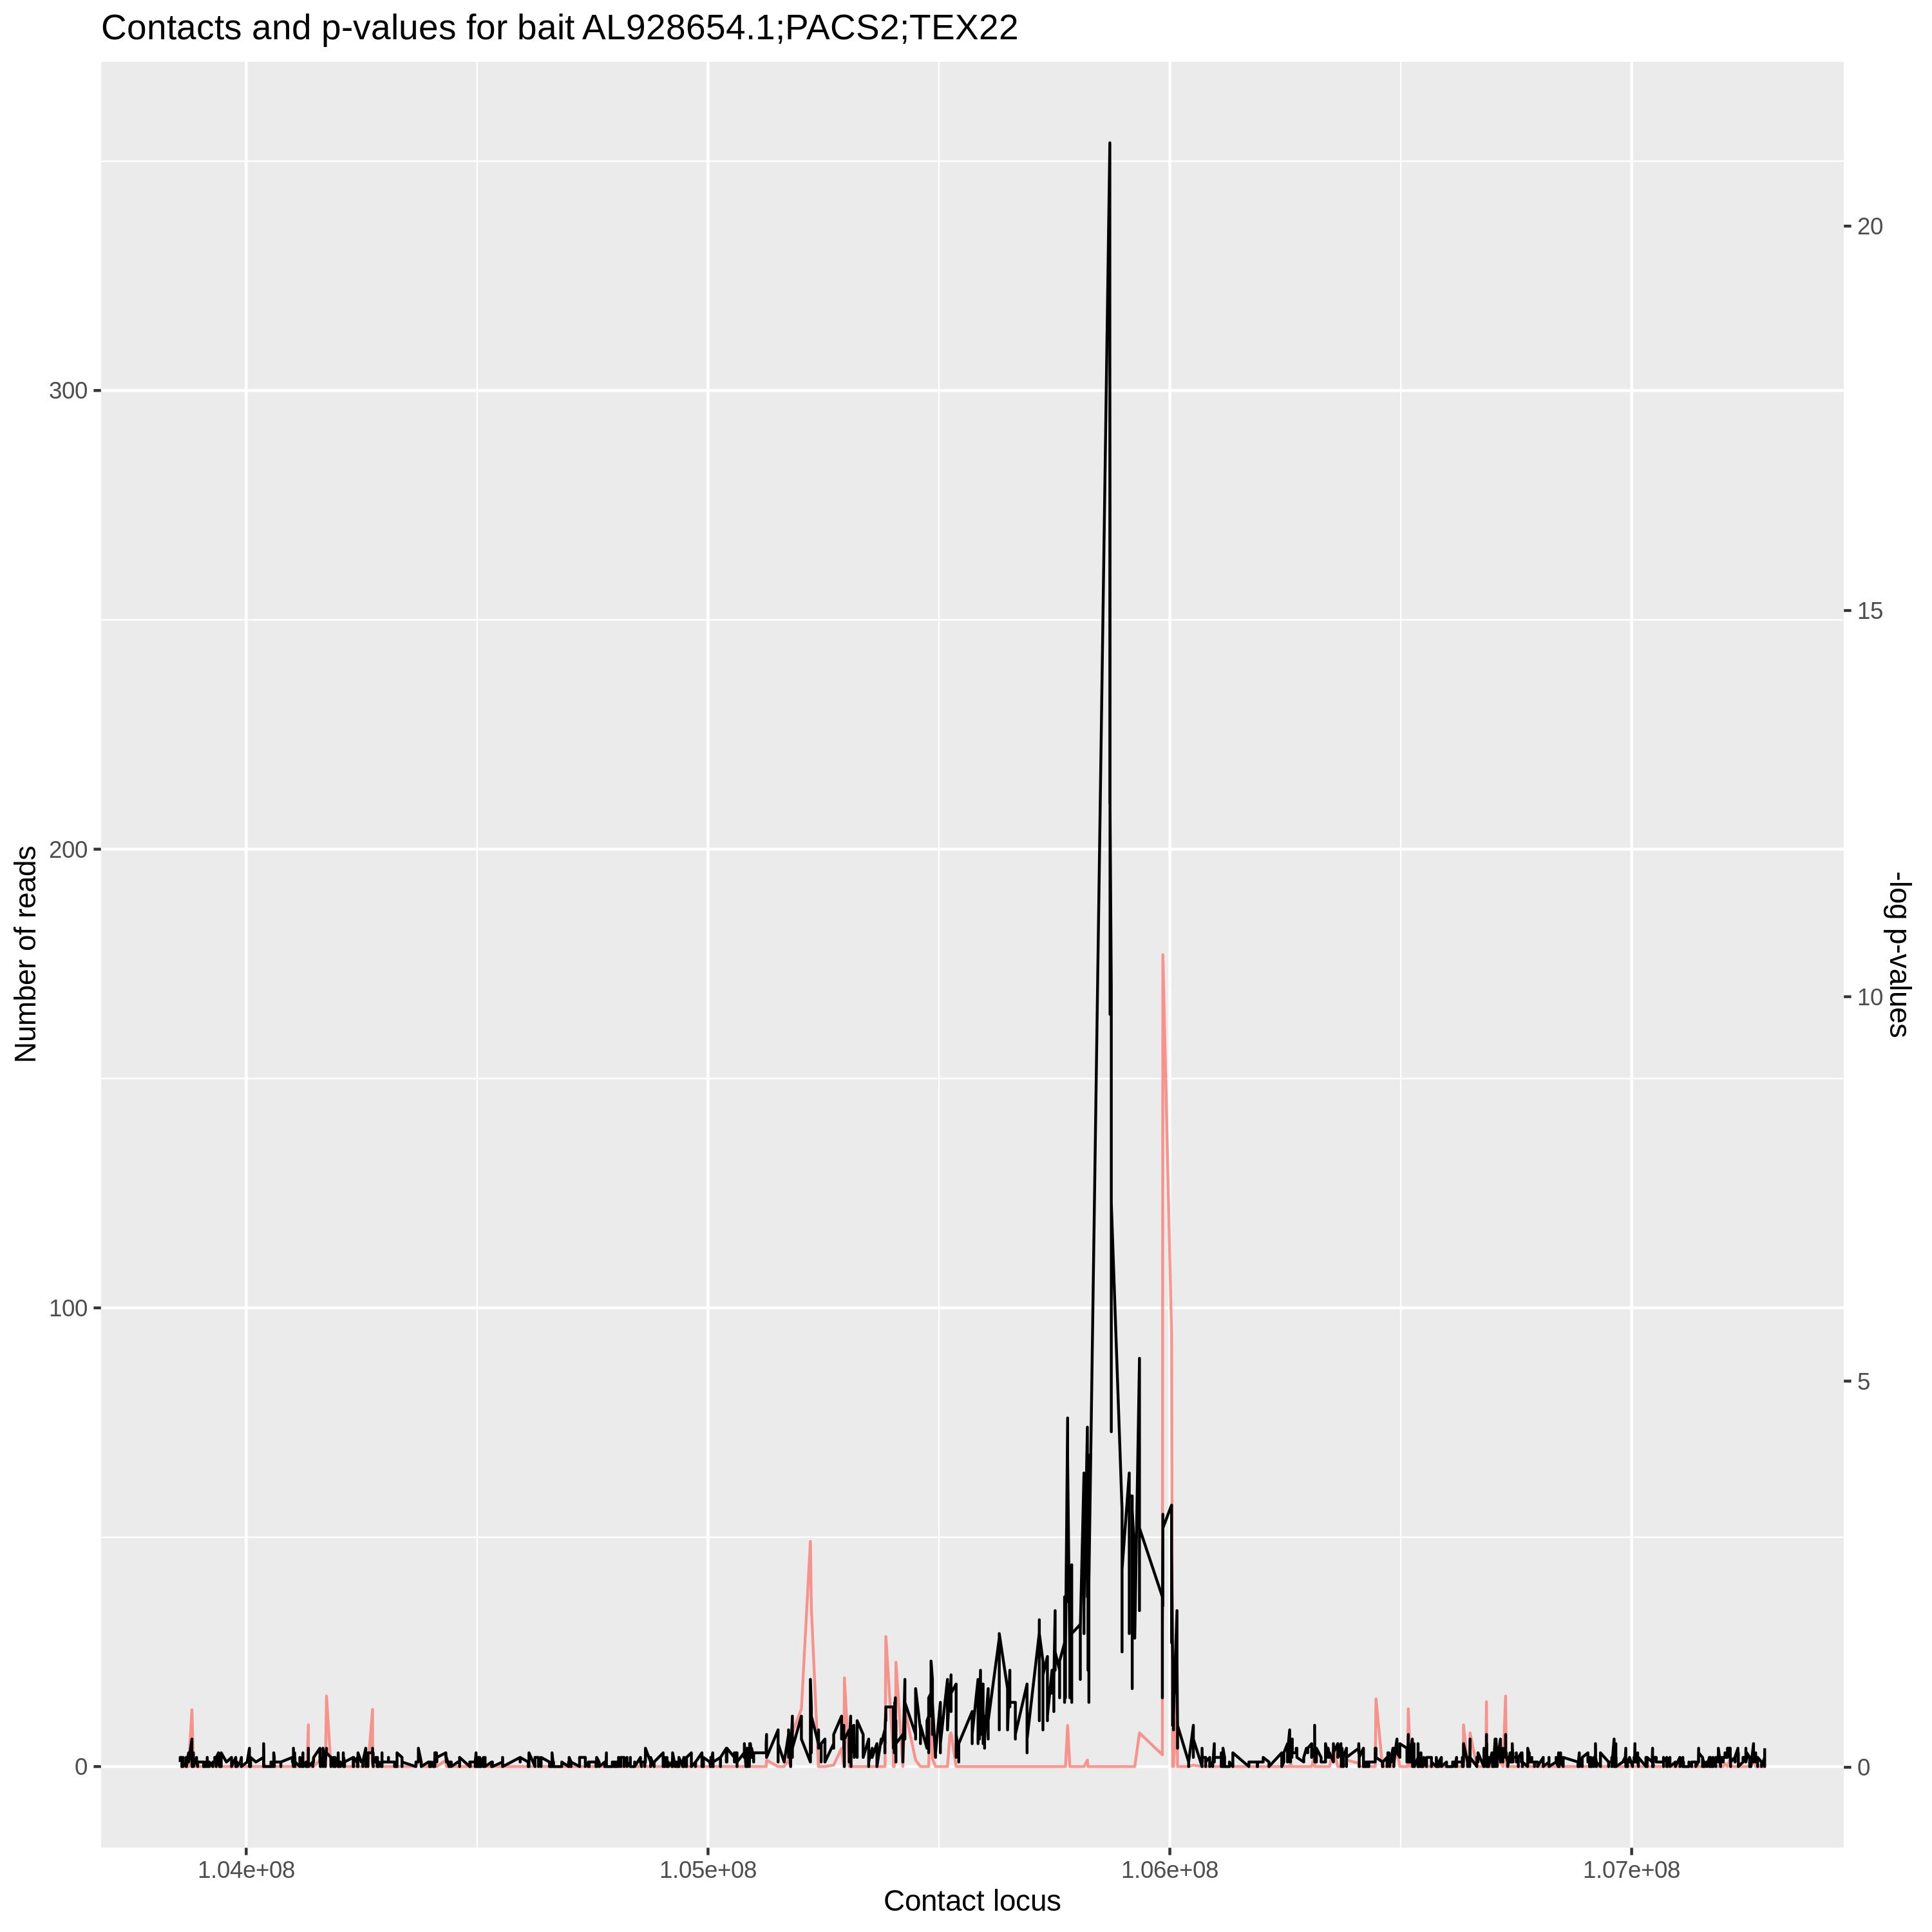 Contacts and p-values for bait AL928654.1;PACS2;TEX22
300
200
100
0
Number of reads
20
15
10
5
0
-log p-values
1.04e+08
1.05e+08
1.06e+08
1.07e+08
Contact locus